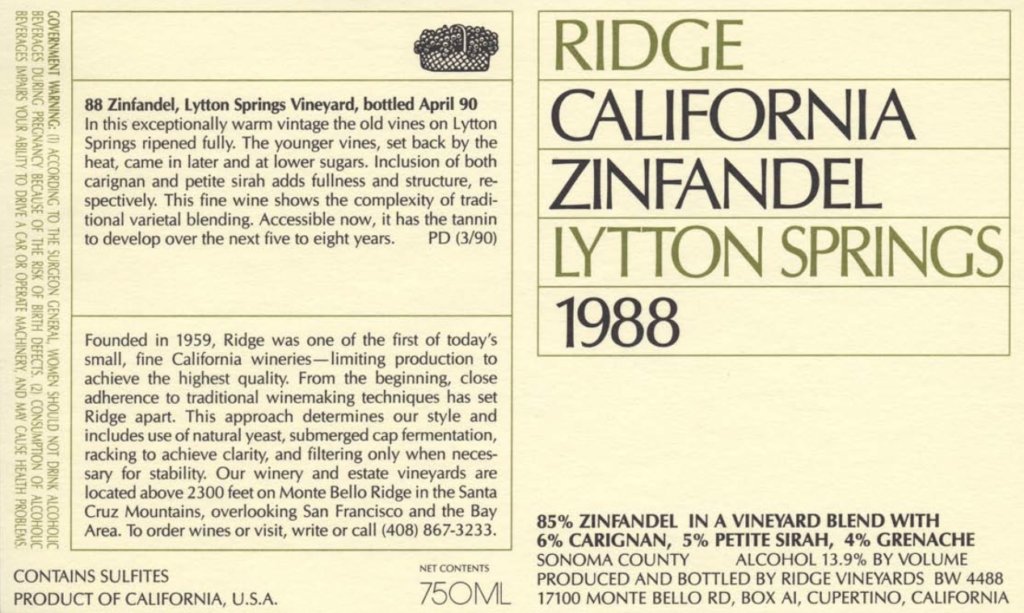 GOVERNMENT WARNING: (1) ACCORDING TO THE SURGEON GENERAL, WOMEN SHOULD NOT DRINK ALCOHOLIC
BEVERAGES DURING PREGNANCY BECAUSE OF THE RISK OF BIRTH DEFECTS. (2) CONSUMPTION OF ALCOHOLIC
BEVERAGES IMPAIRS YOUR ABILITY TO DRIVE A CAR OR OPERATE MACHINERY, AND MAY CAUSE HEALTH PROBLEMS.
88 Zinfandel, Lytton Springs Vineyard, bottled April 90
In this exceptionally warm vintage the old vines on Lytton
Springs ripened fully. The younger vines, set back by the
heat, came in later and at lower sugars. Inclusion of both
carignan and petite sirah adds fullness and structure, re-
spectively. This fine wine shows the complexity of tradi-
tional varietal blending. Accessible now, it has the tannin
to develop over the next five to eight years. PD (3/90)
Founded in 1959, Ridge was one of the first of today's
small, fine California wineries—limiting production to
achieve the highest quality. From the beginning, close
adherence to traditional winemaking techniques has set
Ridge apart. This approach determines our style and
includes use of natural yeast, submerged cap fermentation,
racking to achieve clarity, and filtering only when neces-
sary for stability. Our winery and estate vineyards are
located above 2300 feet on Monte Bello Ridge in the Santa
Cruz Mountains, overlooking San Francisco and the Bay
Area. To order wines or visit, write or call (408) 867-3233.
CONTAINS SULFITES
PRODUCT OF CALIFORNIA, U.S.A.
NET CONTENTS
750ML
RIDGE
CALIFORNIA
ZINFANDEL
LYTTON SPRINGS
1988
85% ZINFANDEL IN A VINEYARD BLEND WITH
6% CARIGNAN, 5% PETITE SIRAH, 4% GRENACHE
SONOMA COUNTY ALCOHOL 13.9% BY VOLUME
PRODUCED AND BOTTLED BY RIDGE VINEYARDS BW 4488
17100 MONTE BELLO RD, BOX AI, CUPERTINO, CALIFORNIA